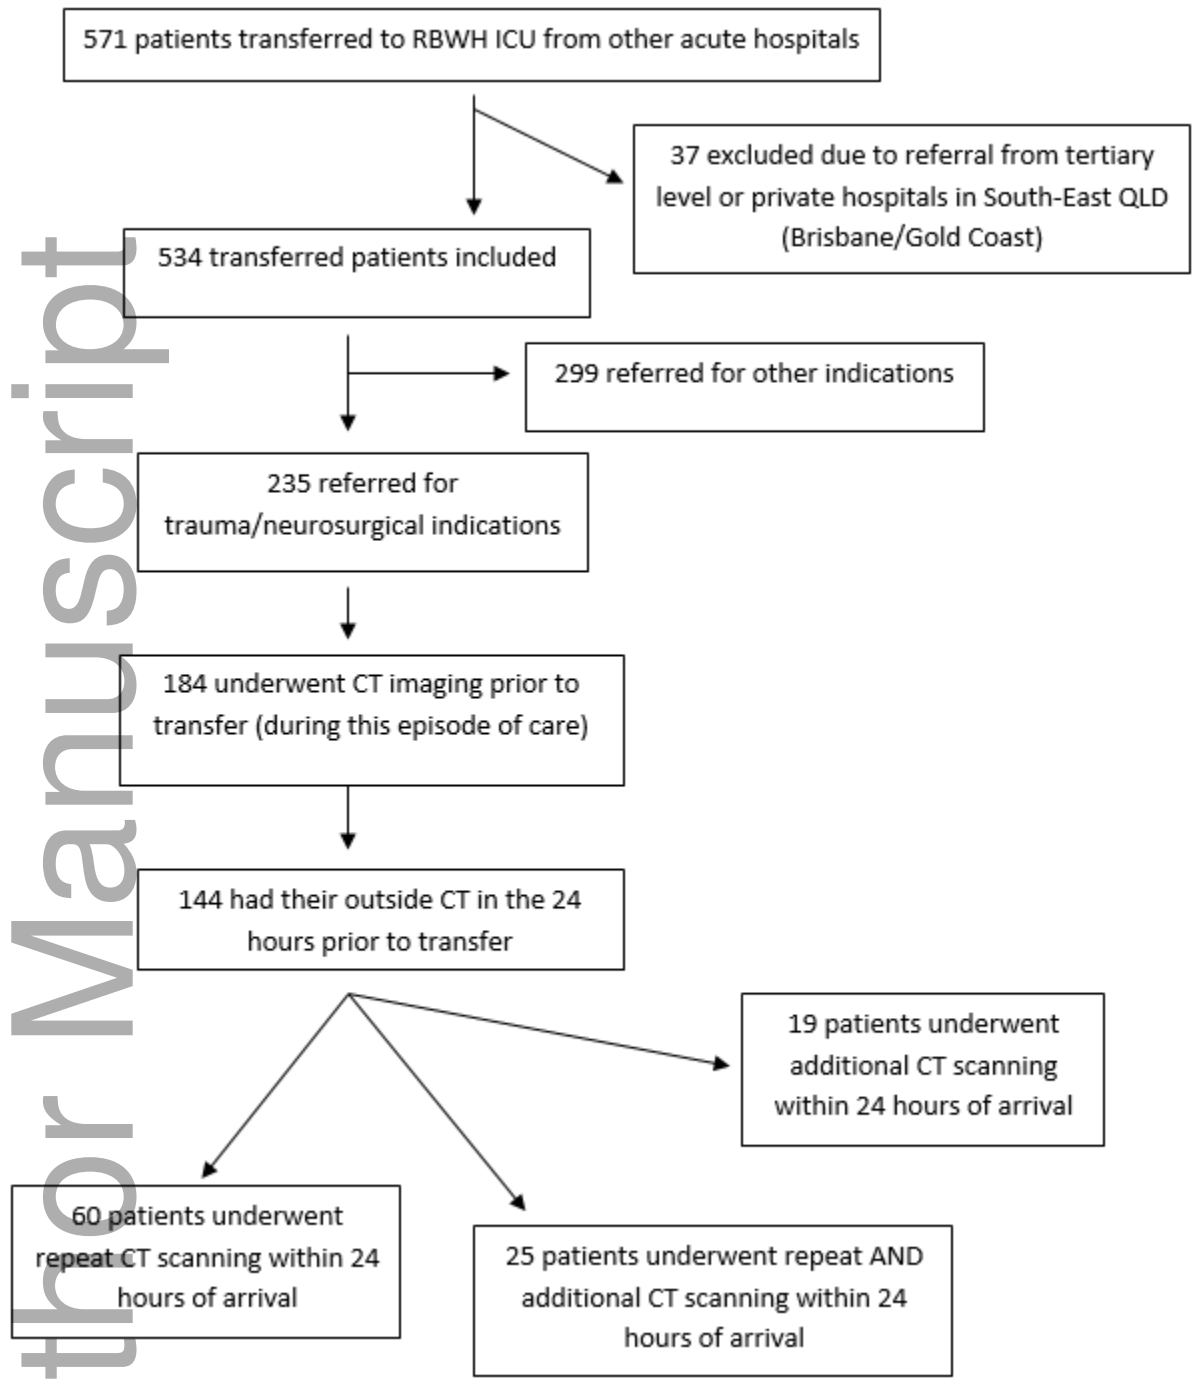 571 patients transferred to RBWH ICU from other acute hospitals
37 excluded due to referral from tertiary
level or private hospitals in South-East QLD
(Brisbane/Gold Coast)
534 transferred patients included
299 referred for other indications
235 referred for
trauma/neurosurgical indications
184 underwent CT imaging prior to
transfer (during this episode of care)
144 had their outside CT in the 24
hours prior to transfer
19 patients underwent
additional CT scanning
within 24 hours of arrival
60 patients underwent
repeat CT scanning within 24
hours of arrival
25 patients underwent repeat AND
additional CT scanning within 24
hours of arrival
thor Manuscript